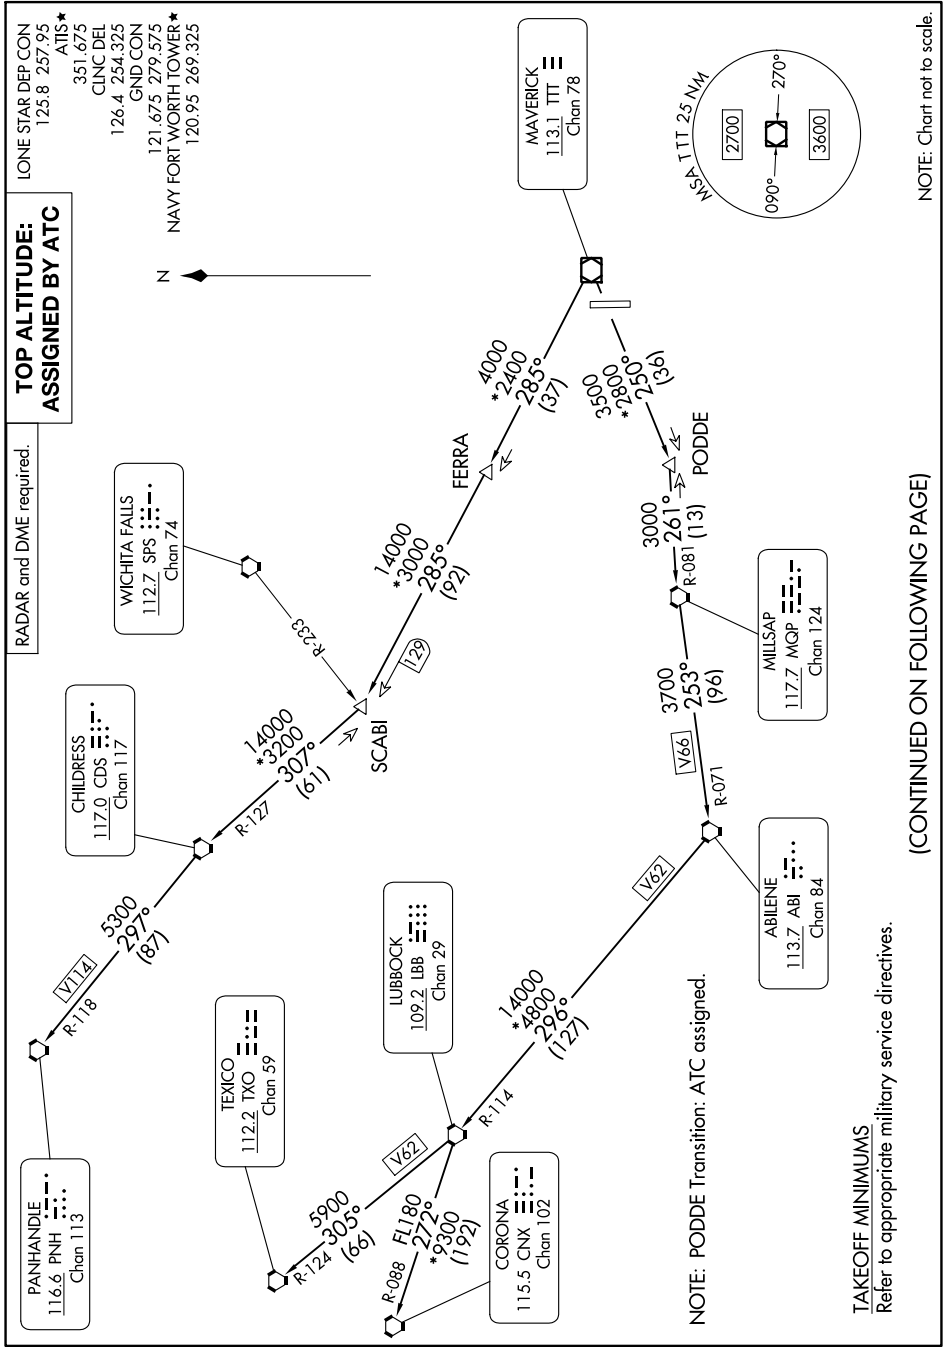 RADAR and DME required.
TOP ALTITUDE:
ASSIGNED BY ATC
LONE STAR DEP CON
125.8 257.95
ATIS★
351.675
CLNC DEL
126.4 254.325
GND CON
121.675 279.575
NAVY FORT WORTH TOWER★
120.95 269.325
N
PANHANDLE
116.6 PNH
Chan 113
R-118
V114
5300
297°
(87)
CHILDRESS
117.0 CDS
Chan 117
R-127
14000
*3200
307°
(61)
WICHITA FALLS
112.7 SPS
Chan 74
R-233
SCABI
129
14000
*3000
285°
(92)
FERRA
4000
*2400
285°
(37)
MAVERICK
113.1 TTT
Chan 78
TEXICO
112.2 TXO
Chan 59
R-124
5900
305°
(66)
V62
LUBBOCK
109.2 LBB
Chan 29
R-114
R-088
FL180
272°
*9300
(192)
CORONA
115.5 CNX
Chan 102
14000
*4800
296°
(127)
V62
ABILENE
113.7 ABI
Chan 84
R-071
V66
3700
253°
(96)
MILLSAP
117.7 MQP
Chan 124
R-081
3000
261°
(13)
PODDE
3500
*2800
250°
(36)
MSA TTT 25 NM
2700
090°
270°
3600
NOTE: PODDE Transition: ATC assigned.
TAKEOFF MINIMUMS
Refer to appropriate military service directives.
(CONTINUED ON FOLLOWING PAGE)
NOTE: Chart not to scale.